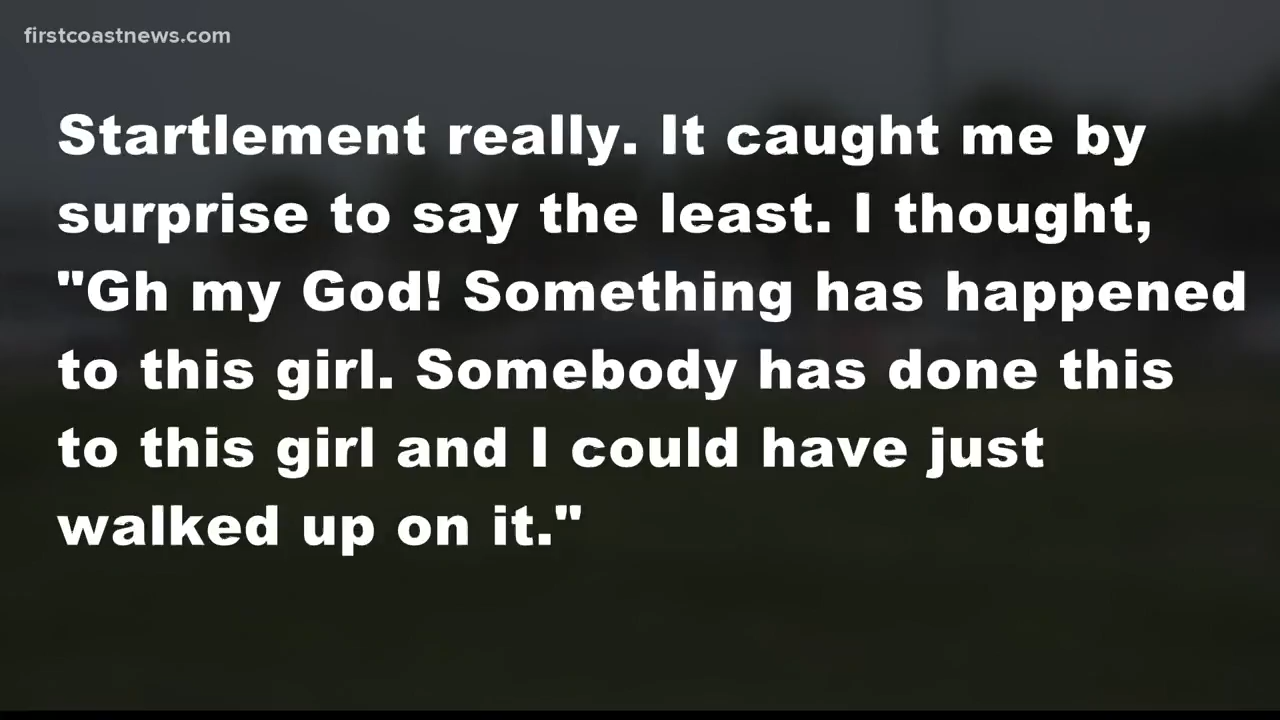 firstcoastnews.com
Startlement really. It caught me by
surprise to say the least. I thought,
"Gh my God! Something has happened
to this girl. Somebody has done this
to this girl and I could have just
walked up on it."